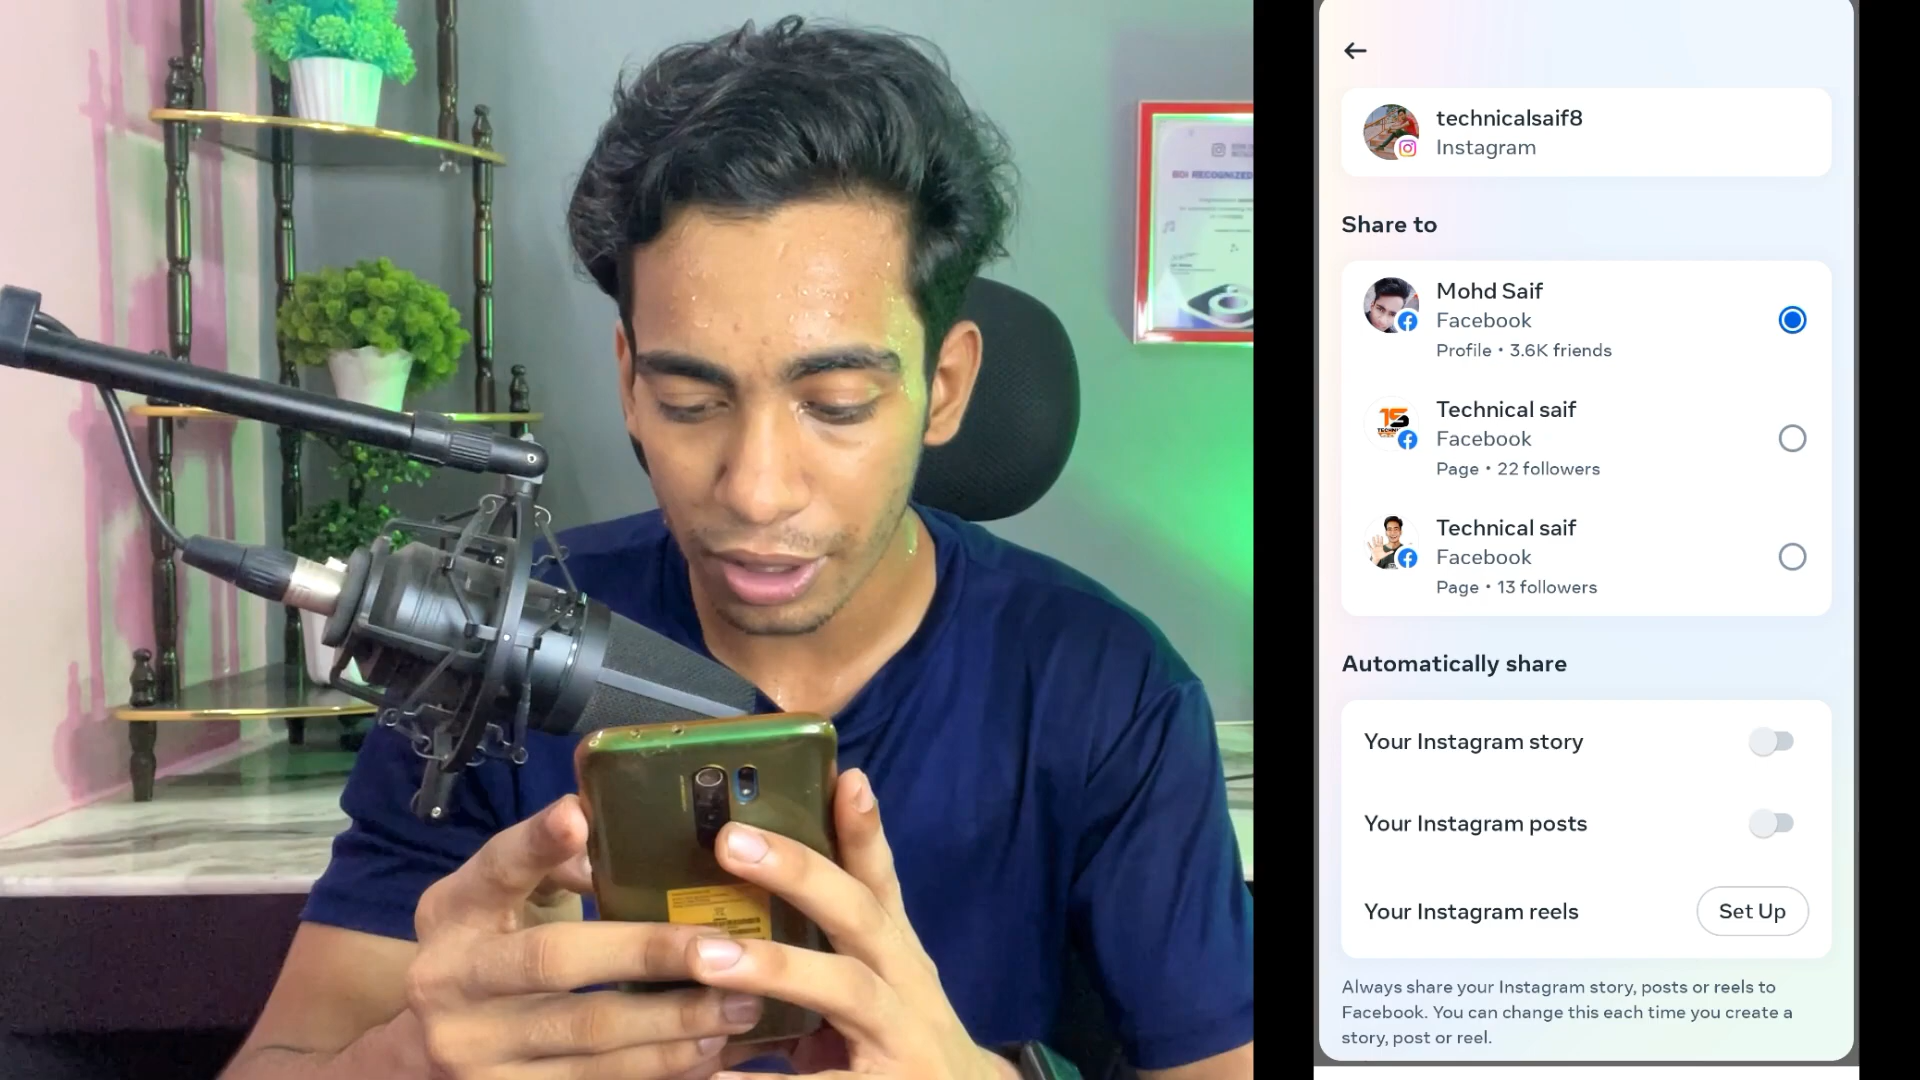 BOI RECOGNIZED
technicalsaif8
Instagram
Share to
Mohd Saif
Facebook
Profile • 3.6K friends
Technical saif
Facebook
Page • 22 followers
Technical saif
Facebook
Page • 13 followers
Automatically share
Your Instagram story
Your Instagram posts
Your Instagram reels
Set Up
Always share your Instagram story, posts or reels to
Facebook. You can change this each time you create a
story, post or reel.